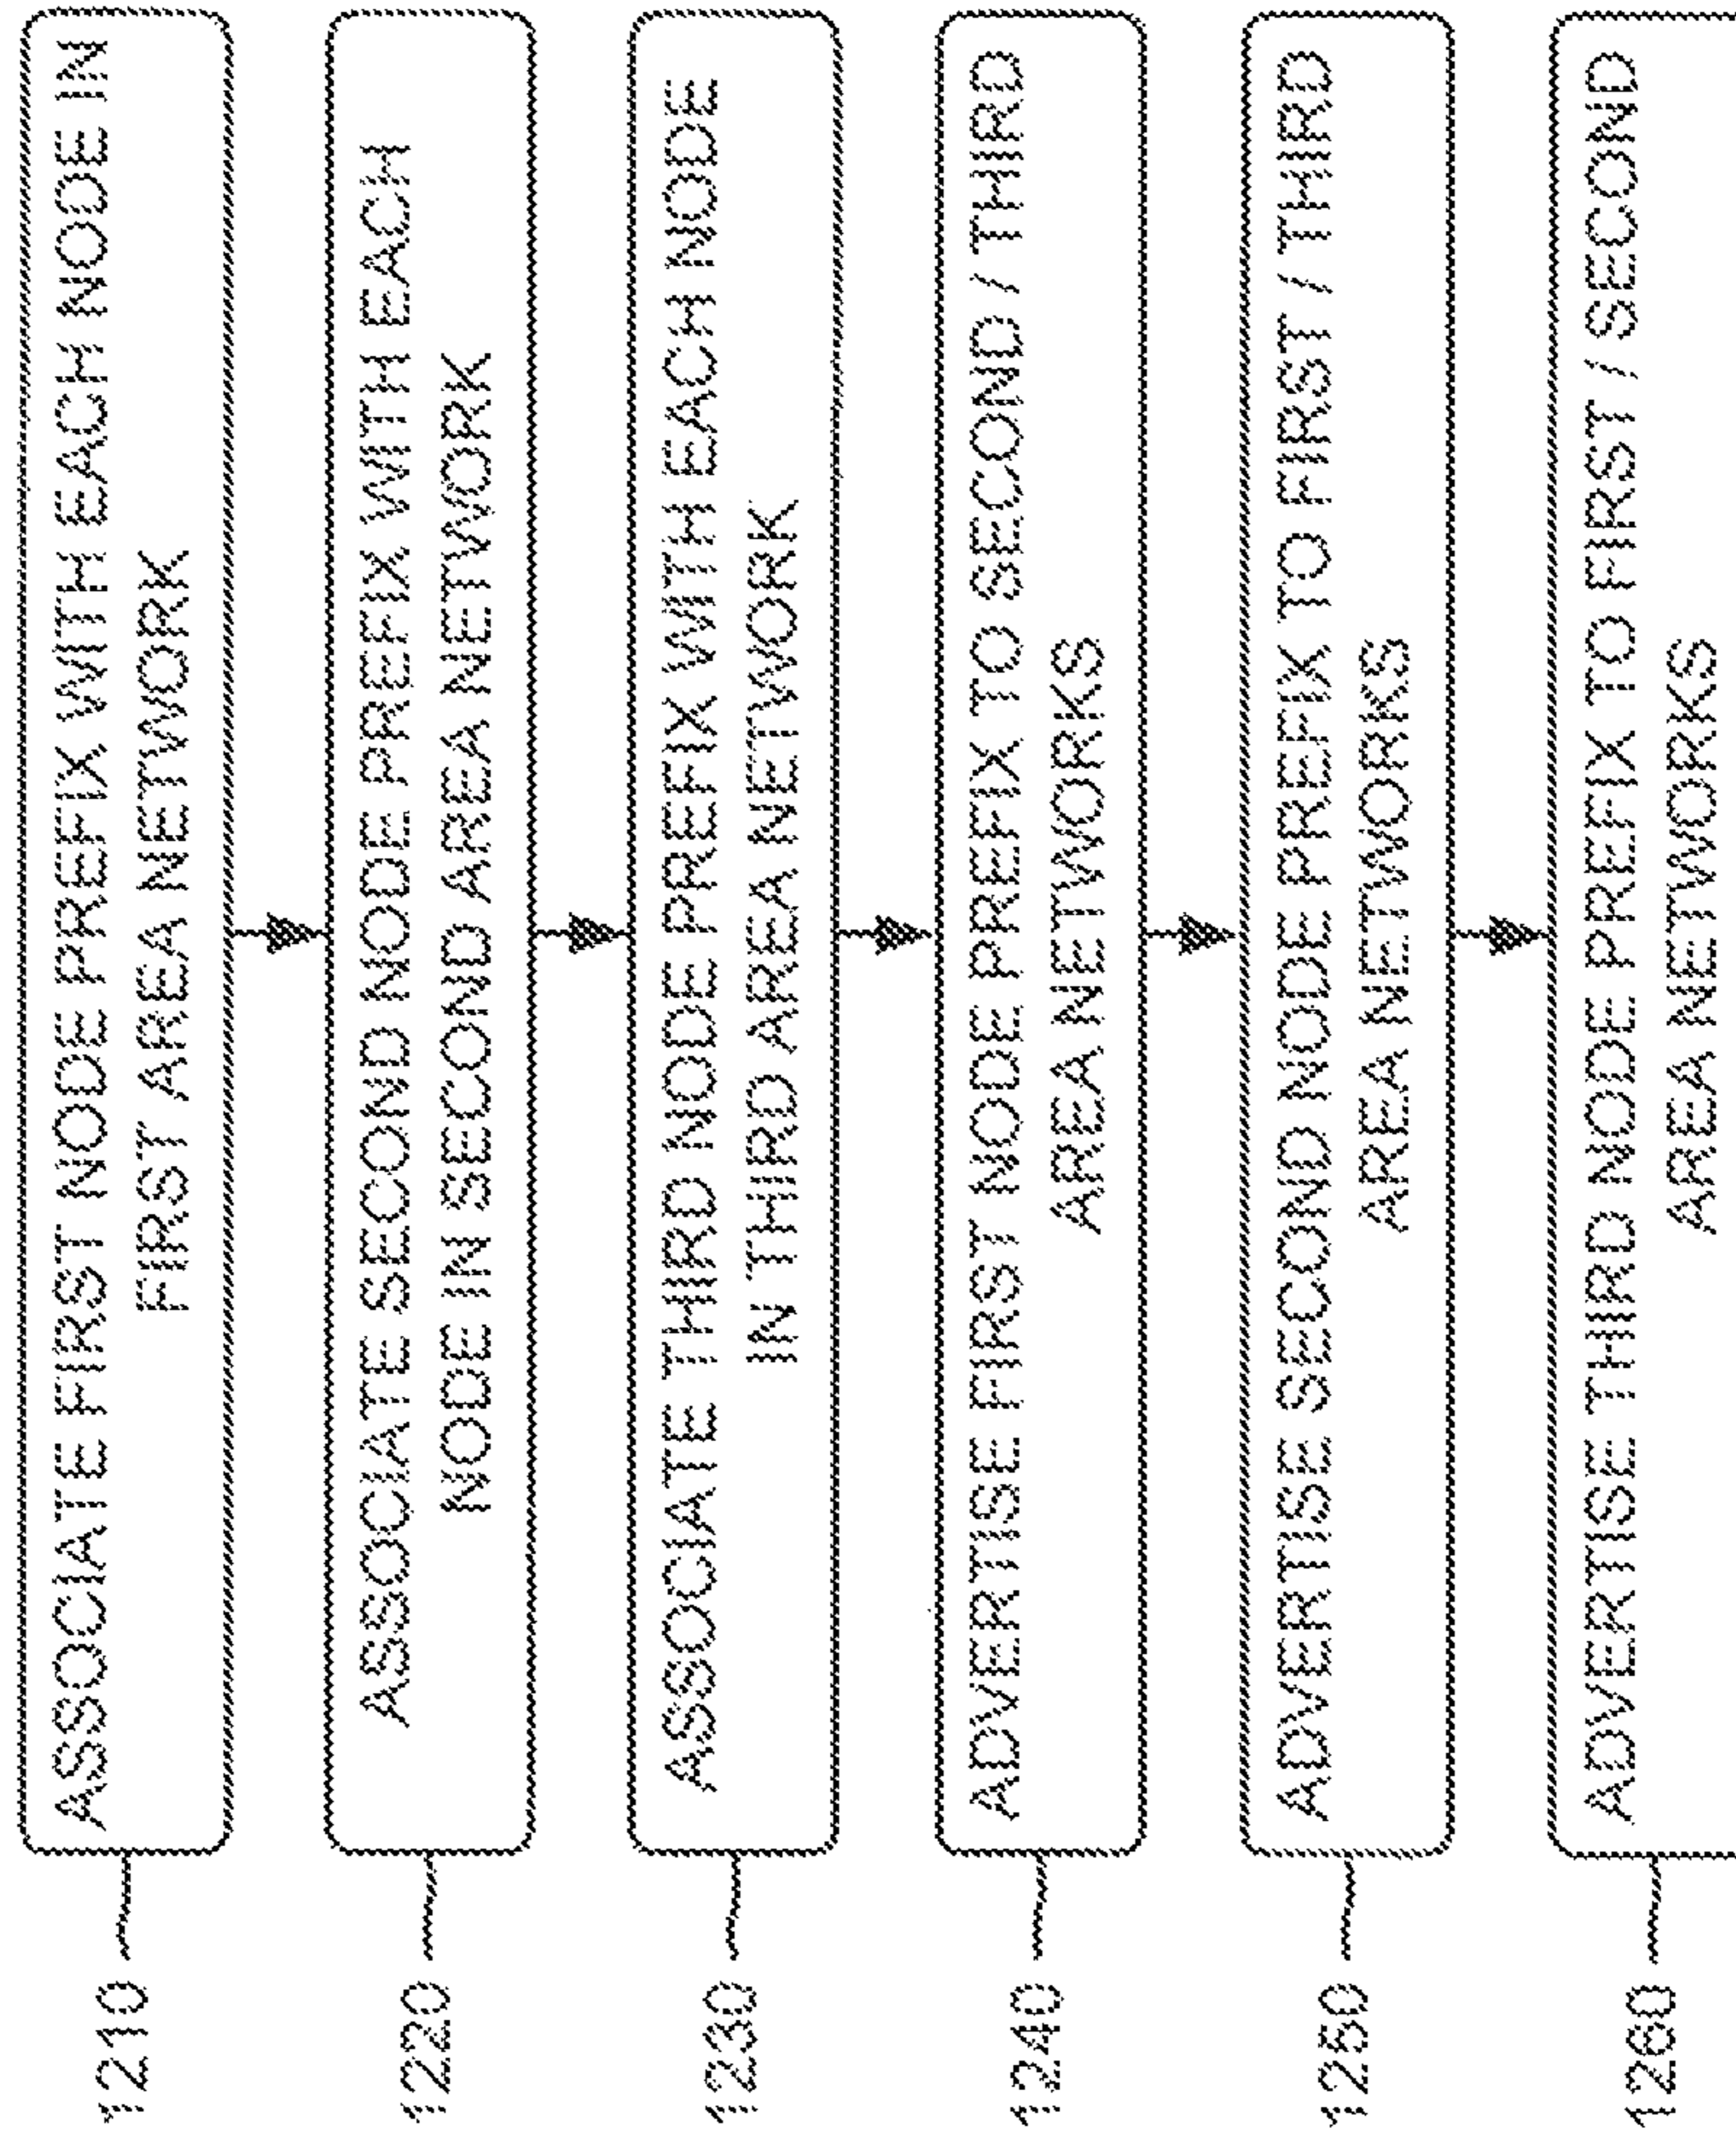 1210
ASSOCIATE FIRST NODE PREFIX WITH EACH NODE IN
FIRST AREA NETWORK
1220
ASSOCIATE SECOND NODE PREFIX WITH EACH
NODE IN SECOND AREA NETWORK
1230
ASSOCIATE THIRD NODE PREFIX WITH EACH NODE
IN THIRD AREA NETWORK
1240
ADVERTISE FIRST NODE PREFIX TO SECOND / THIRD
AREA NETWORKS
1250
ADVERTISE SECOND NODE PREFIX TO FIRST / THIRD
AREA NETWORKS
1260
ADVERTISE THIRD NODE PREFIX TO FIRST / SECOND
AREA NETWORKS